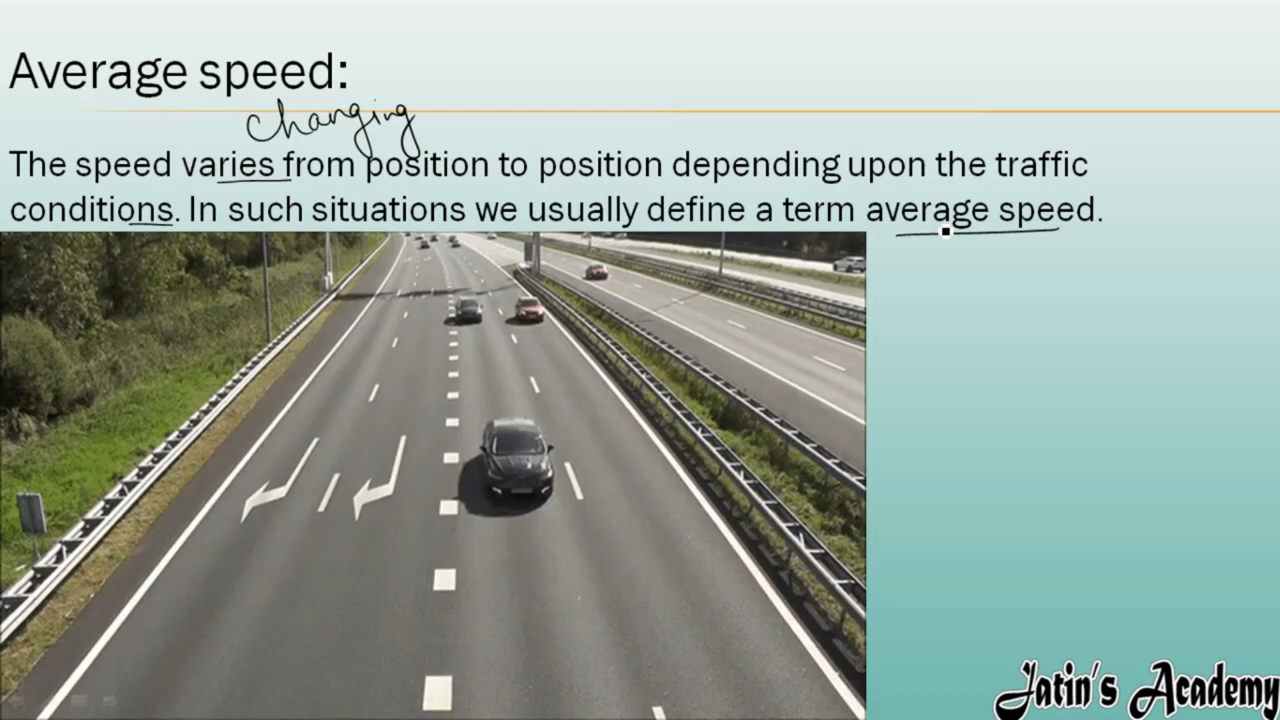 Average speed:
changing
The speed varies from position to position depending upon the traffic
conditions. In such situations we usually define a term average speed.
Jatin's Academy